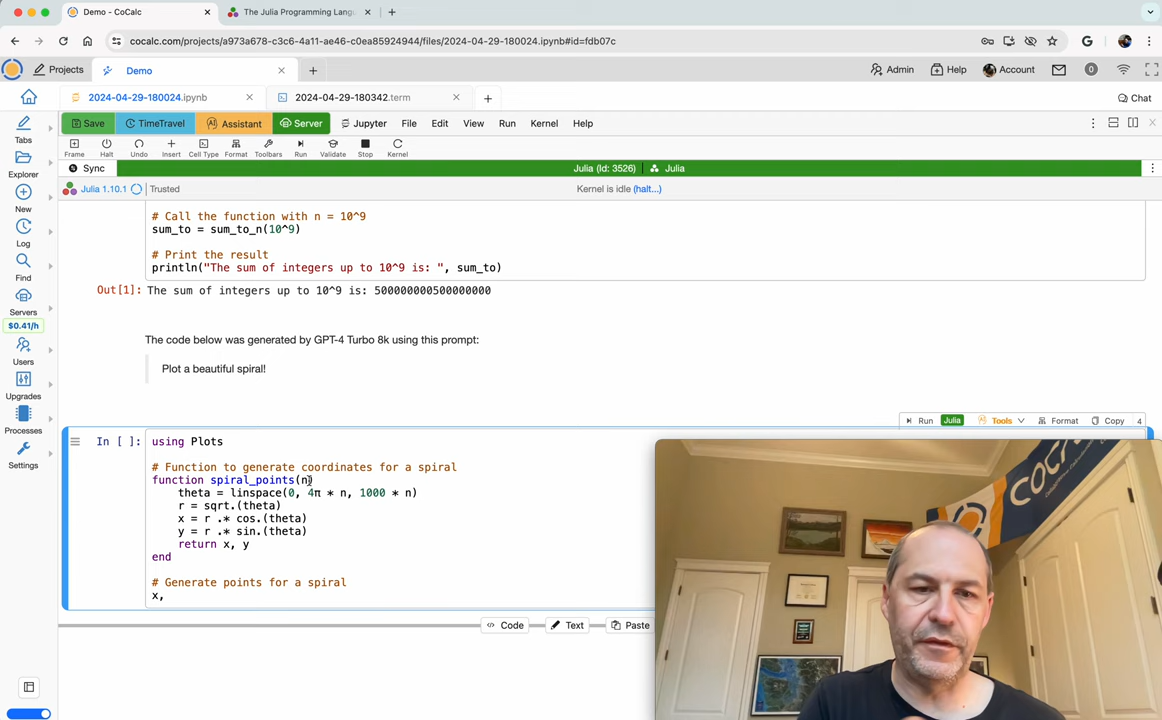 Demo - CoCalc
The Julia Programming Langu
cocalc.com/projects/a973a678-c3c6-4a11-ae46-c0ea85924944/files/2024-04-29-180024.ipynb#id=fdb07c
Projects
Demo
Admin
Help
Account
0
2024-04-29-180024.ipynb
2024-04-29-180342.term
Chat
Save
TimeTravel
Assistant
Server
Jupyter
File
Edit
View
Run
Kernel
Help
Frame
Halt
Undo
Insert
Cell Type
Format
Toolbars
Run
Validate
Stop
Kernel
Sync
Julia (Id: 3526)
Julia
Julia 1.10.1
Trusted
Kernel is idle (halt...)
Tabs
Explorer
New
Log
Find
Servers
$0.41/h
Users
Upgrades
Processes
Settings
# Call the function with n = 10^9
sum_to = sum_to_n(10^9)
# Print the result
println("The sum of integers up to 10^9 is: ", sum_to)
Out[1]: The sum of integers up to 10^9 is: 500000000500000000
The code below was generated by GPT-4 Turbo 8k using this prompt:
Plot a beautiful spiral!
Run
Julia
Tools
Format
Copy
4
In [ ]: using Plots
# Function to generate coordinates for a spiral
function spiral_points(n)
theta = linspace(0, 4π * n, 1000 * n)
r = sqrt.(theta)
x = r .* cos.(theta)
y = r .* sin.(theta)
return x, y
end
# Generate points for a spiral
x,
Code
Text
Paste